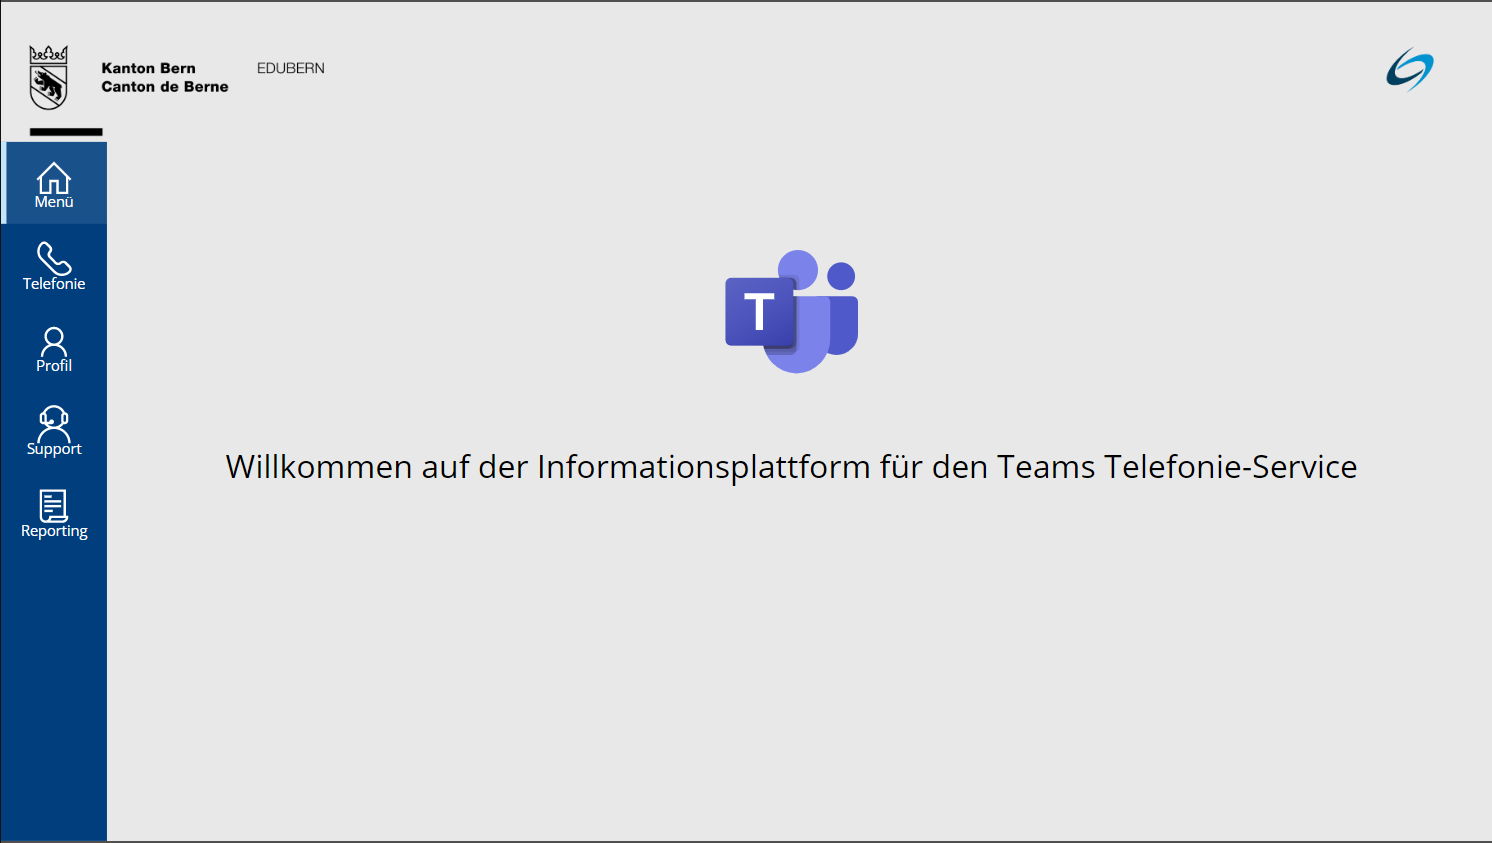 Kanton Bern
Canton de Berne
EDUBERN
Menü
Telefonie
Profil
Support
Reporting
T
Willkommen auf der Informationsplattform für den Teams Telefonie-Service